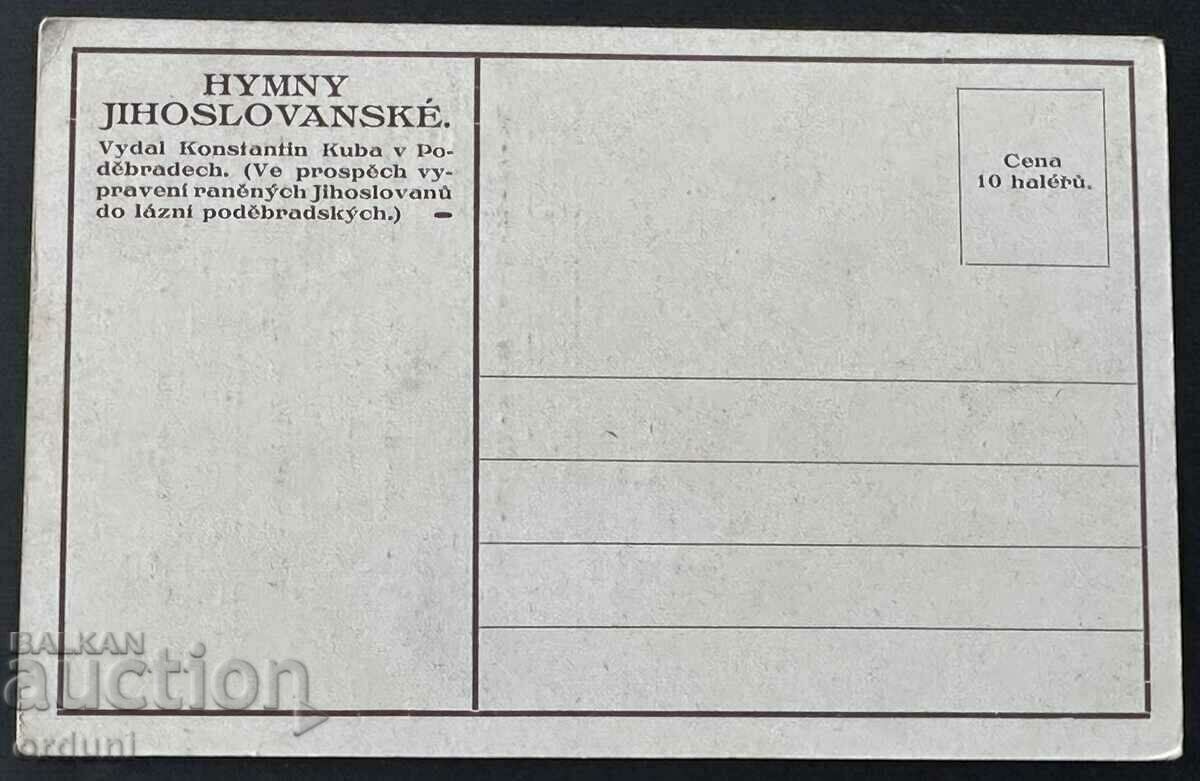 HYMNY
JIHOSLOVANSKÉ.
Vydal Konstantin Kuba v Po-
děbradech. (Ve prospěch vy-
pravení raněných Jihoslovanů
do lázní poděbradských.) –
Cena
10 haléřů.
BALKAN
auction
orduni